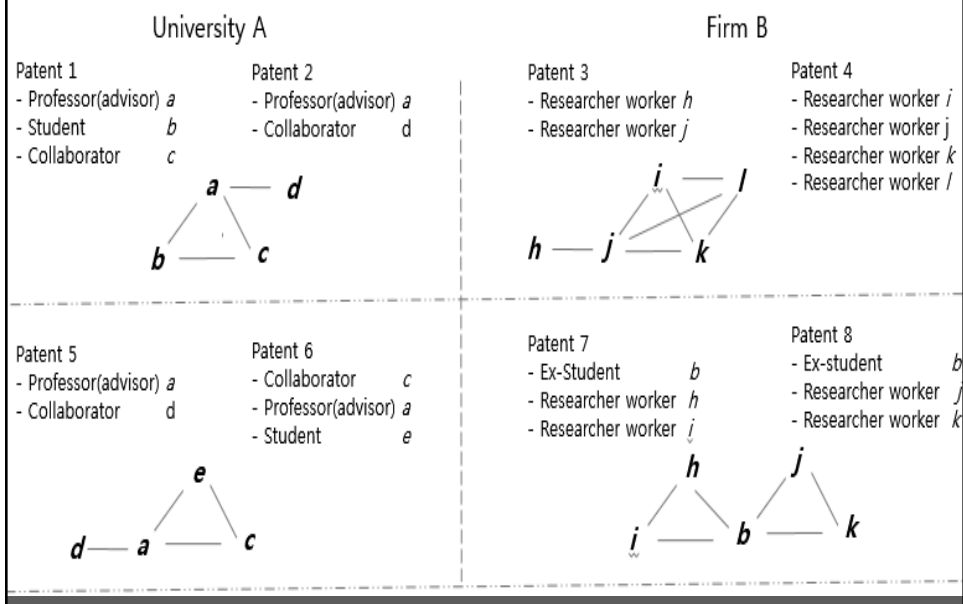 University A
Patent 1
- Professor(advisor) a
- Student b
- Collaborator c
Patent 2
- Professor(advisor) a
- Collaborator d
a d
b c
Firm B
Patent 3
- Researcher worker h
- Researcher worker j
Patent 4
- Researcher worker i
- Researcher worker j
- Researcher worker k
- Researcher worker l
i l
h j k
Patent 5
- Professor(advisor) a
- Collaborator d
Patent 6
- Collaborator c
- Professor(advisor) a
- Student e
e
d a c
Patent 7
- Ex-Student b
- Researcher worker h
- Researcher worker i
Patent 8
- Ex-student b
- Researcher worker j
- Researcher worker k
h j
i b k